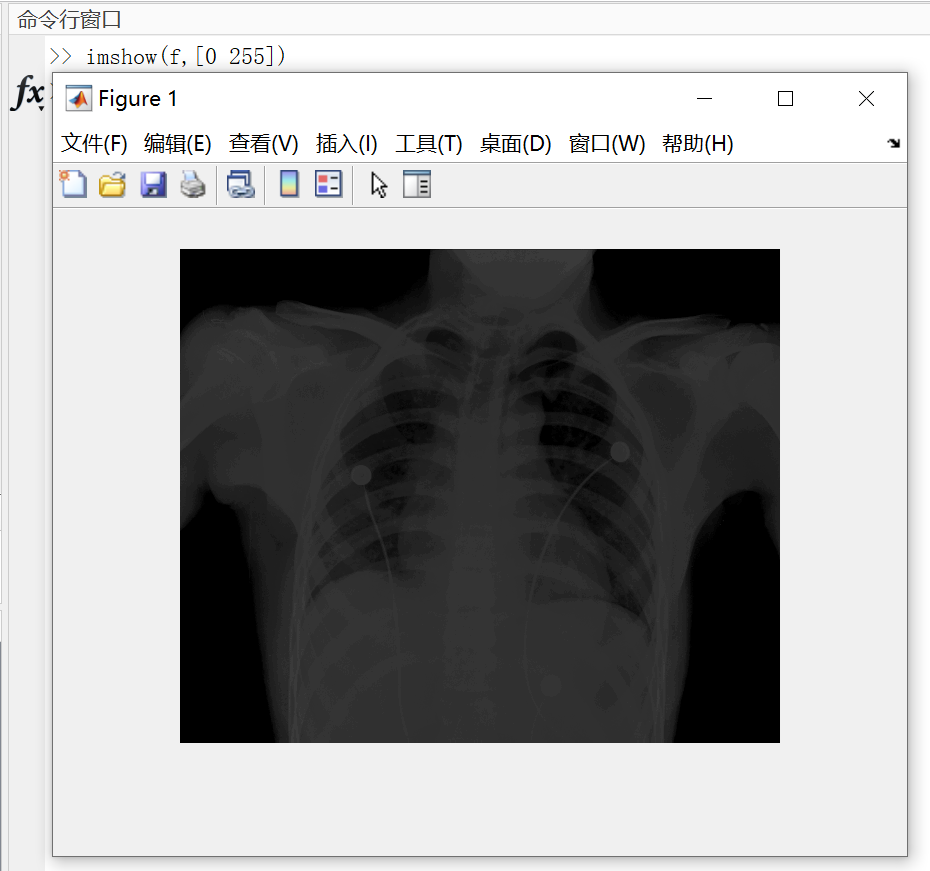 命令行窗口
>> imshow(f,[0 255])
fx
Figure 1
文件(F) 编辑(E) 查看(V) 插入(I) 工具(T) 桌面(D) 窗口(W) 帮助(H)